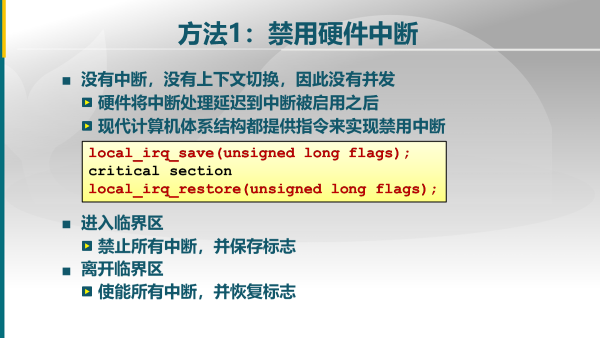 方法1：禁用硬件中断
没有中断，没有上下文切换，因此没有并发
硬件将中断处理延迟到中断被启用之后
现代计算机体系结构都提供指令来实现禁用中断
local_irq_save(unsigned long flags);
critical section
local_irq_restore(unsigned long flags);
进入临界区
禁止所有中断，并保存标志
离开临界区
使能所有中断，并恢复标志